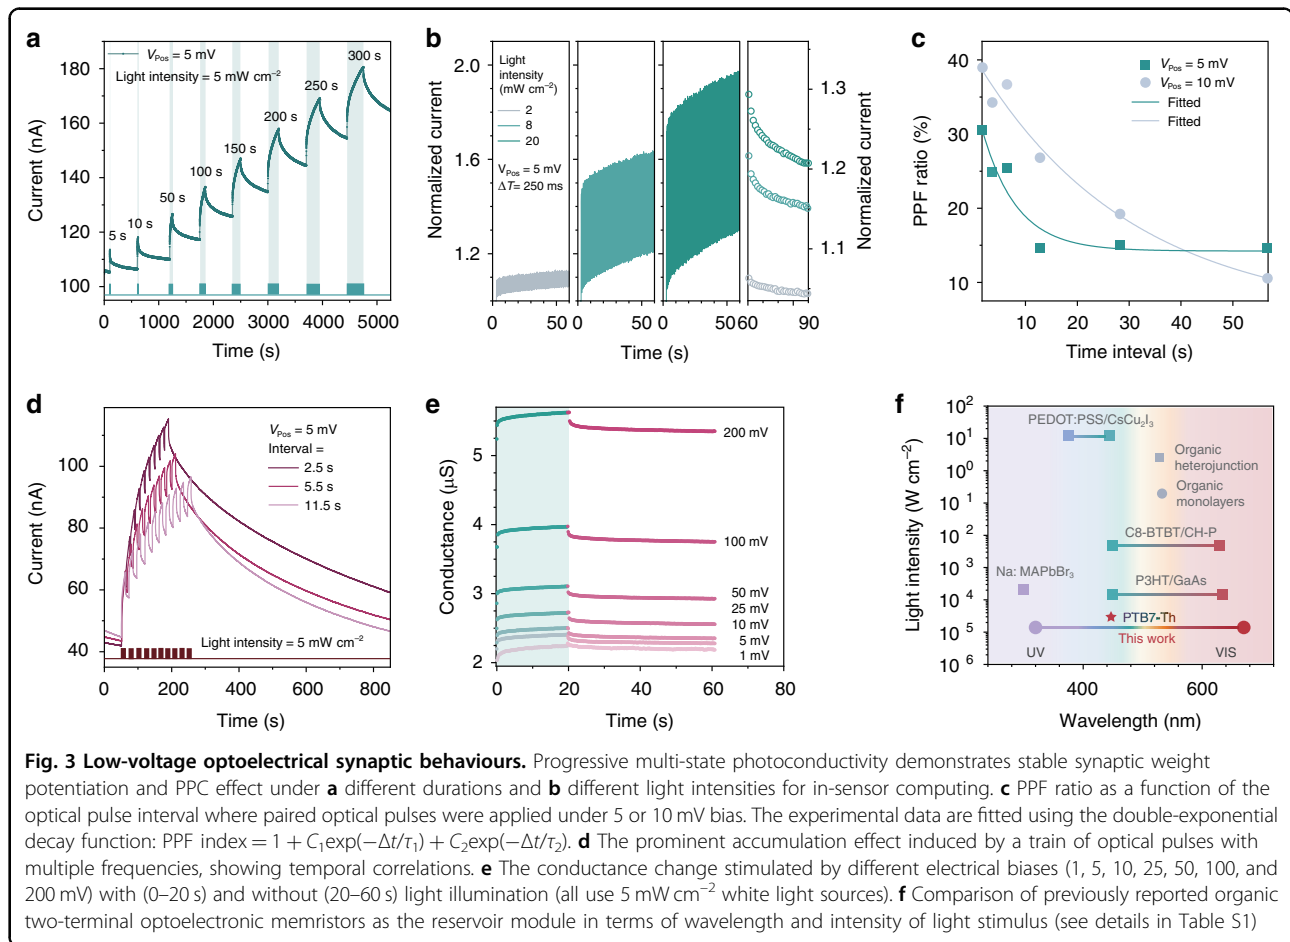 a
V_Pos = 5 mV
Light intensity = 5 mW cm⁻²
5 s
10 s
50 s
100 s
150 s
200 s
250 s
300 s
Current (nA)
180
160
140
120
100
0 1000 2000 3000 4000 5000
Time (s)
b
Light
intensity
(mW cm⁻²)
2
8
20
V_Pos = 5 mV
ΔT= 250 ms
Normalized current
2.0
1.8
1.6
1.4
1.2
1.3
1.2
1.1
Normalized current
0 50 0 50 0 50 60 90
Time (s)
c
V_Pos = 5 mV
V_Pos = 10 mV
Fitted
Fitted
PPF ratio (%)
40
30
20
10
10 20 30 40 50
Time inteval (s)
d
V_Pos = 5 mV
Interval =
2.5 s
5.5 s
11.5 s
Light intensity = 5 mW cm⁻²
Current (nA)
100
80
60
40
0 200 400 600 800
Time (s)
e
200 mV
100 mV
50 mV
25 mV
10 mV
5 mV
1 mV
Conductance (μS)
5
4
3
2
0 20 40 60 80
Time (s)
f
PEDOT:PSS/CsCu₂I₃
Organic
heterojunction
Organic
monolayers
C8-BTBT/CH-P
Na: MAPbBr₃
P3HT/GaAs
PTB7-Th
This work
UV
VIS
Light intensity (W cm⁻²)
10²
10¹
10⁰
10¹
10²
10³
10⁴
10⁵
10⁶
400 600
Wavelength (nm)
Fig. 3 Low-voltage optoelectrical synaptic behaviours. Progressive multi-state photoconductivity demonstrates stable synaptic weight
potentiation and PPC effect under a different durations and b different light intensities for in-sensor computing. c PPF ratio as a function of the
optical pulse interval where paired optical pulses were applied under 5 or 10 mV bias. The experimental data are fitted using the double-exponential
decay function: PPF index = 1 + C₁exp(−Δt/τ₁) + C₂exp(−Δt/τ₂). d The prominent accumulation effect induced by a train of optical pulses with
multiple frequencies, showing temporal correlations. e The conductance change stimulated by different electrical biases (1, 5, 10, 25, 50, 100, and
200 mV) with (0–20 s) and without (20–60 s) light illumination (all use 5 mW cm⁻² white light sources). f Comparison of previously reported organic
two-terminal optoelectronic memristors as the reservoir module in terms of wavelength and intensity of light stimulus (see details in Table S1)